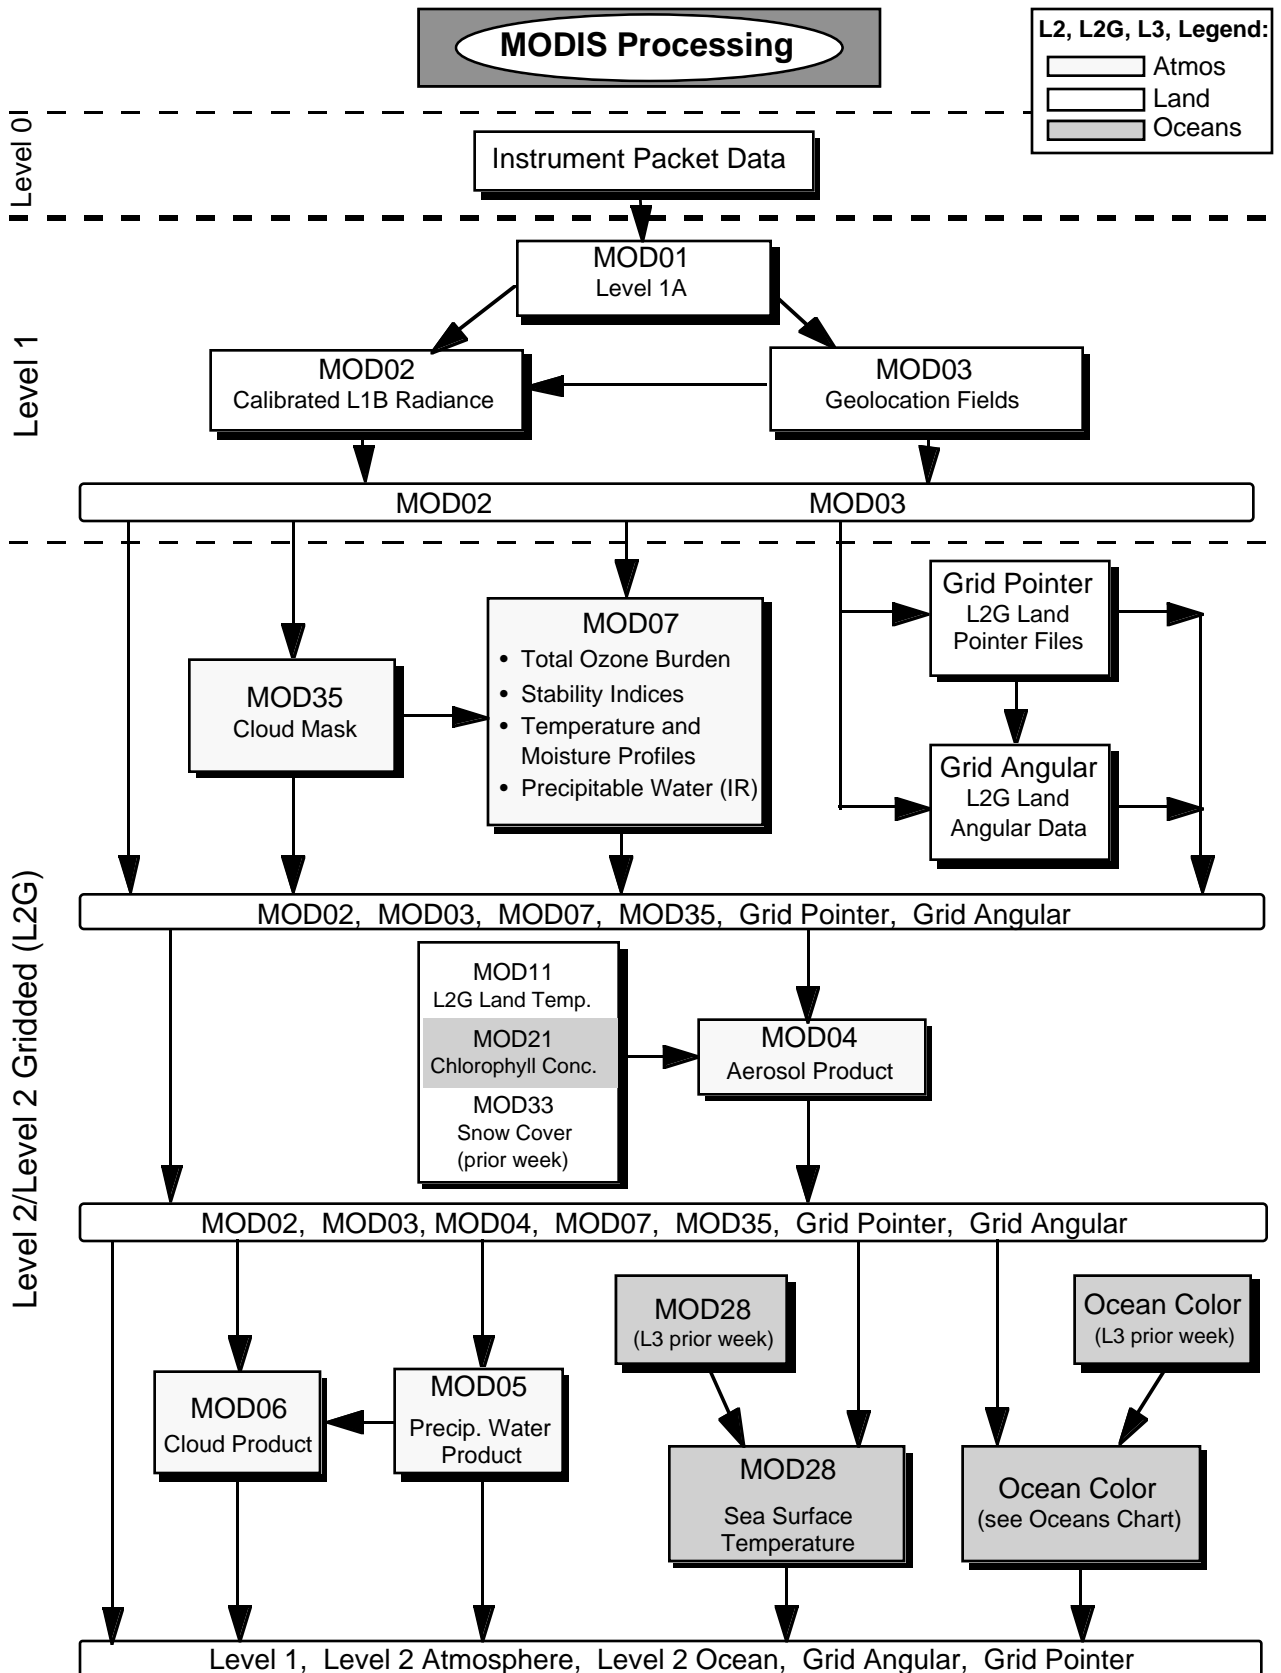 MODIS Processing
L2, L2G, L3, Legend:
Atmos
Land
Oceans
Level 0
Instrument Packet Data
Level 1
MOD01
Level 1A
MOD02
Calibrated L1B Radiance
MOD03
Geolocation Fields
MOD02 MOD03
Level 2/Level 2 Gridded (L2G)
MOD35
Cloud Mask
MOD07
• Total Ozone Burden
• Stability Indices
• Temperature and
Moisture Profiles
• Precipitable Water (IR)
Grid Pointer
L2G Land
Pointer Files
Grid Angular
L2G Land
Angular Data
MOD02, MOD03, MOD07, MOD35, Grid Pointer, Grid Angular
MOD11
L2G Land Temp.
MOD21
Chlorophyll Conc.
MOD33
Snow Cover
(prior week)
MOD04
Aerosol Product
MOD02, MOD03, MOD04, MOD07, MOD35, Grid Pointer, Grid Angular
MOD28
(L3 prior week)
Ocean Color
(L3 prior week)
MOD06
Cloud Product
MOD05
Precip. Water
Product
MOD28
Sea Surface
Temperature
Ocean Color
(see Oceans Chart)
Level 1, Level 2 Atmosphere, Level 2 Ocean, Grid Angular, Grid Pointer